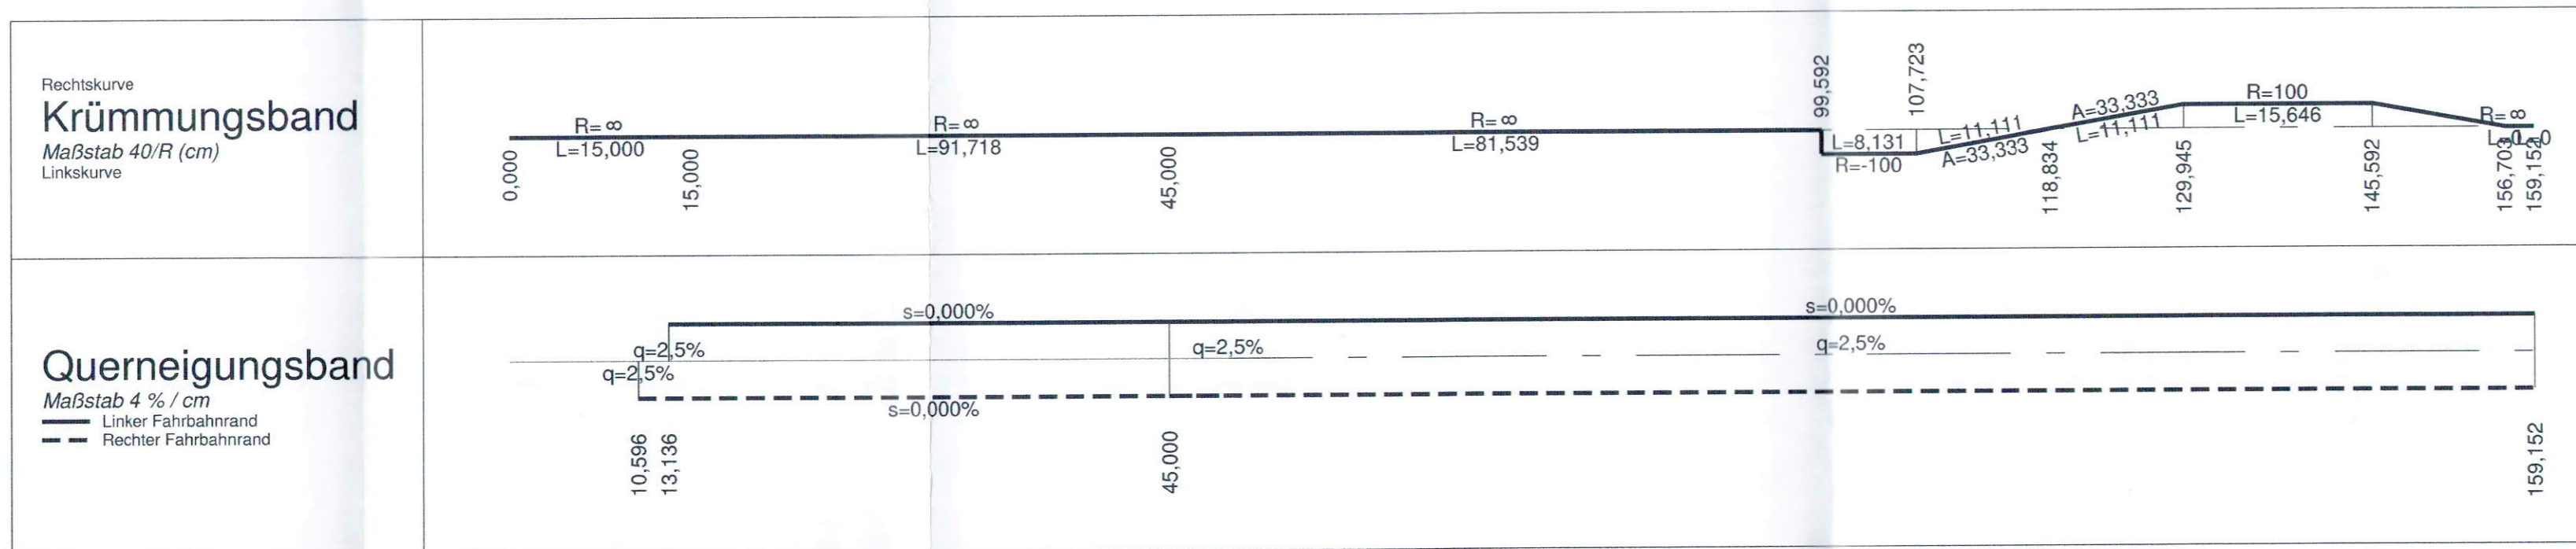 Rechtskurve
Krümmungsband
Maßstab 40/R (cm)
Linkskurve
R=∞
L=15,000
R=∞
L=91,718
R=∞
L=81,539
L=8,131
R=-100
L=11,111
A=33,333
A=33,333
L=11,111
R=100
L=15,646
R=∞
0,000
15,000
45,000
99,592
107,723
118,834
129,945
145,592
156,703
159,152
Querneigungsband
Maßstab 4 % / cm
Linker Fahrbahnrand
Rechter Fahrbahnrand
s=0,000%
s=0,000%
q=2,5%
q=2,5%
q=2,5%
q=2,5%
s=0,000%
10,596
13,136
45,000
159,152